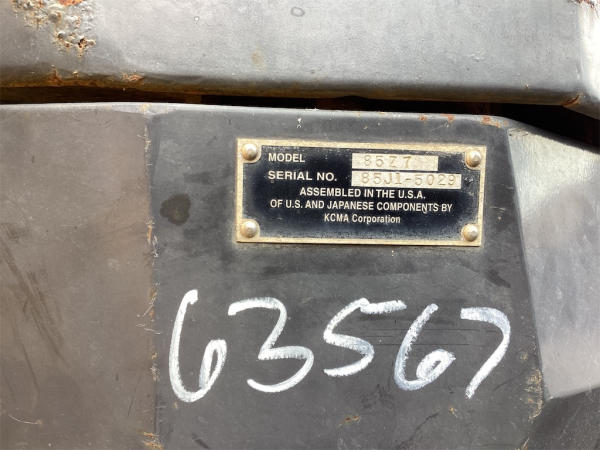 MODEL 85Z7
SERIAL NO. 85J1-5029
ASSEMBLED IN THE U.S.A.
OF U.S. AND JAPANESE COMPONENTS BY
KCMA Corporation
63567